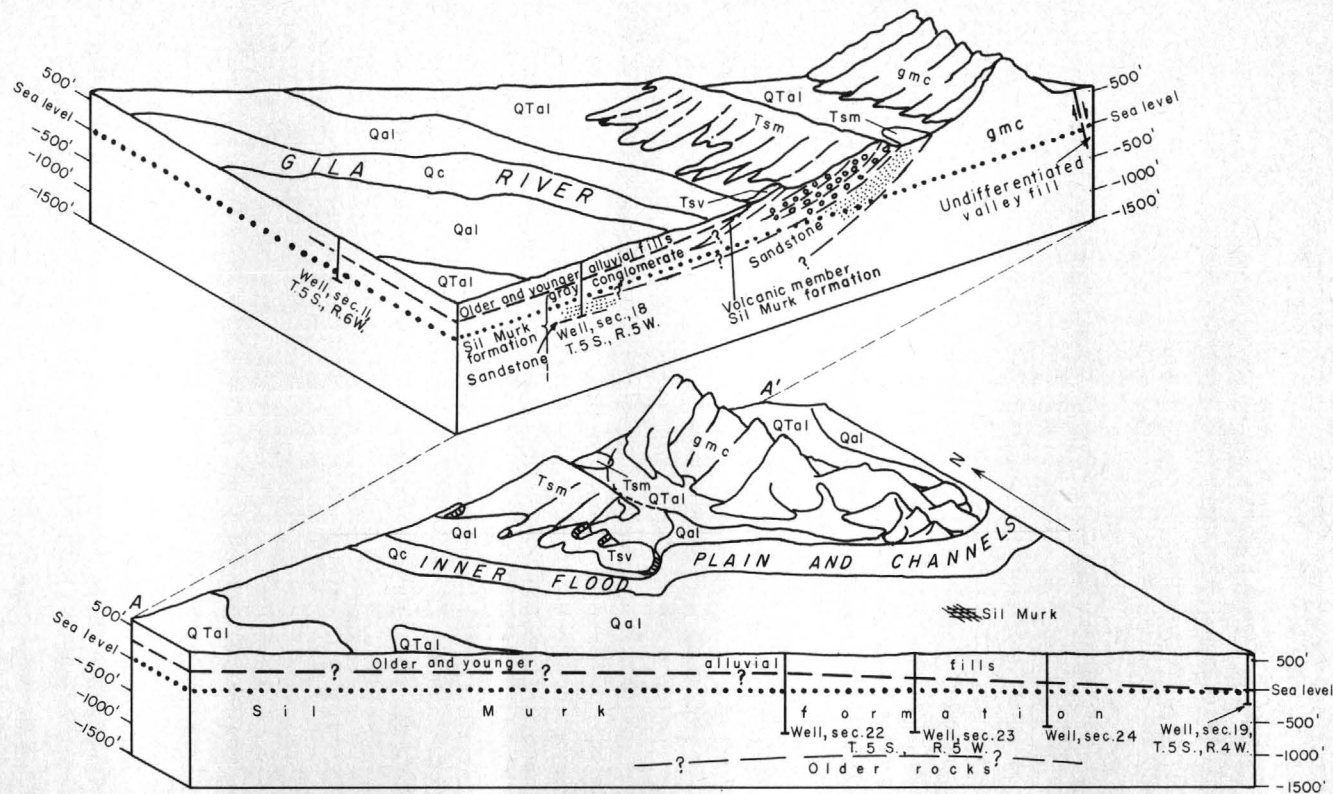 500'
Sea level
-500'
-1000'
-1500'
QTal
Qal
GILA RIVER
Qc
Qal
QTal
Tsm
QTal
gmc
Tsm
gmc
Tsv
500'
Sea level
-500'
-1000'
-1500'
Undifferentiated
valley fill
Older and younger alluvial fills
gray conglomerate
?
?
?
?
Sandstone
Volcanic member
Sil Murk formation
Well, sec. 11,
T.5 S., R.6W.
Sil Murk
formation
Sandstone
Well, sec. 18
T.5 S., R.5 W.
A'
QTal
Qal
gmc
N
Tsm
Tsm
QTal
Qal
Qal
Tsv
Qc
INNER FLOOD PLAIN AND CHANNELS
Sil Murk
Qal
A
QTal
QTal
500'
Sea level
-500'
-1000'
-1500'
Older and younger alluvial fills
? ? ?
Sil Murk formation
Well, sec. 22
Well, sec. 23
Well, sec. 24
T.5 S., R.5 W.
Well, sec. 19,
T.5 S., R.4 W.
? ?
Older rocks
500'
Sea level
-500'
-1000'
-1500'